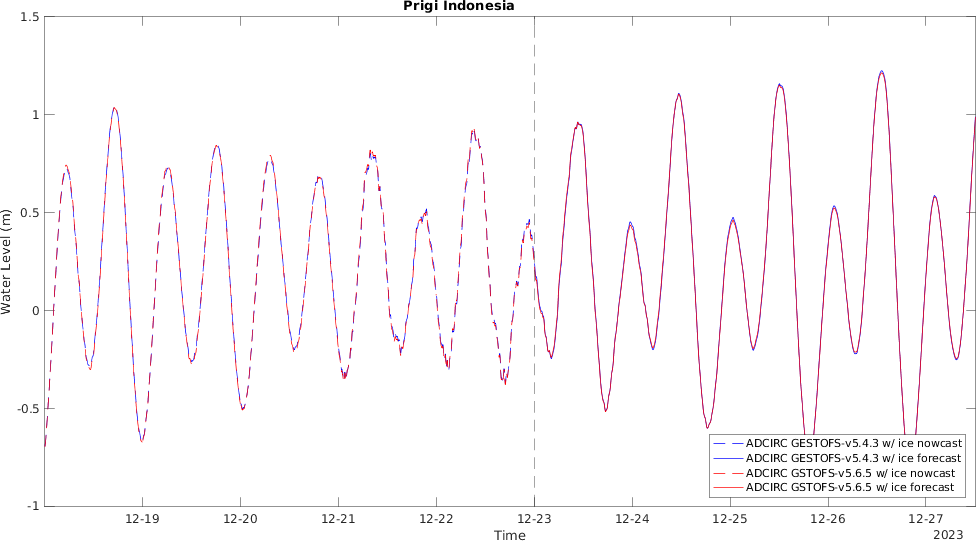 Prigi Indonesia
1.5
1
0.5
0
-0.5
-1
Water Level (m)
ADCIRC GESTOFS-v5.4.3 w/ ice nowcast
ADCIRC GESTOFS-v5.4.3 w/ ice forecast
ADCIRC GSTOFS-v5.6.5 w/ ice nowcast
ADCIRC GSTOFS-v5.6.5 w/ ice forecast
12-19 12-20 12-21 12-22 12-23 12-24 12-25 12-26 12-27
Time
2023